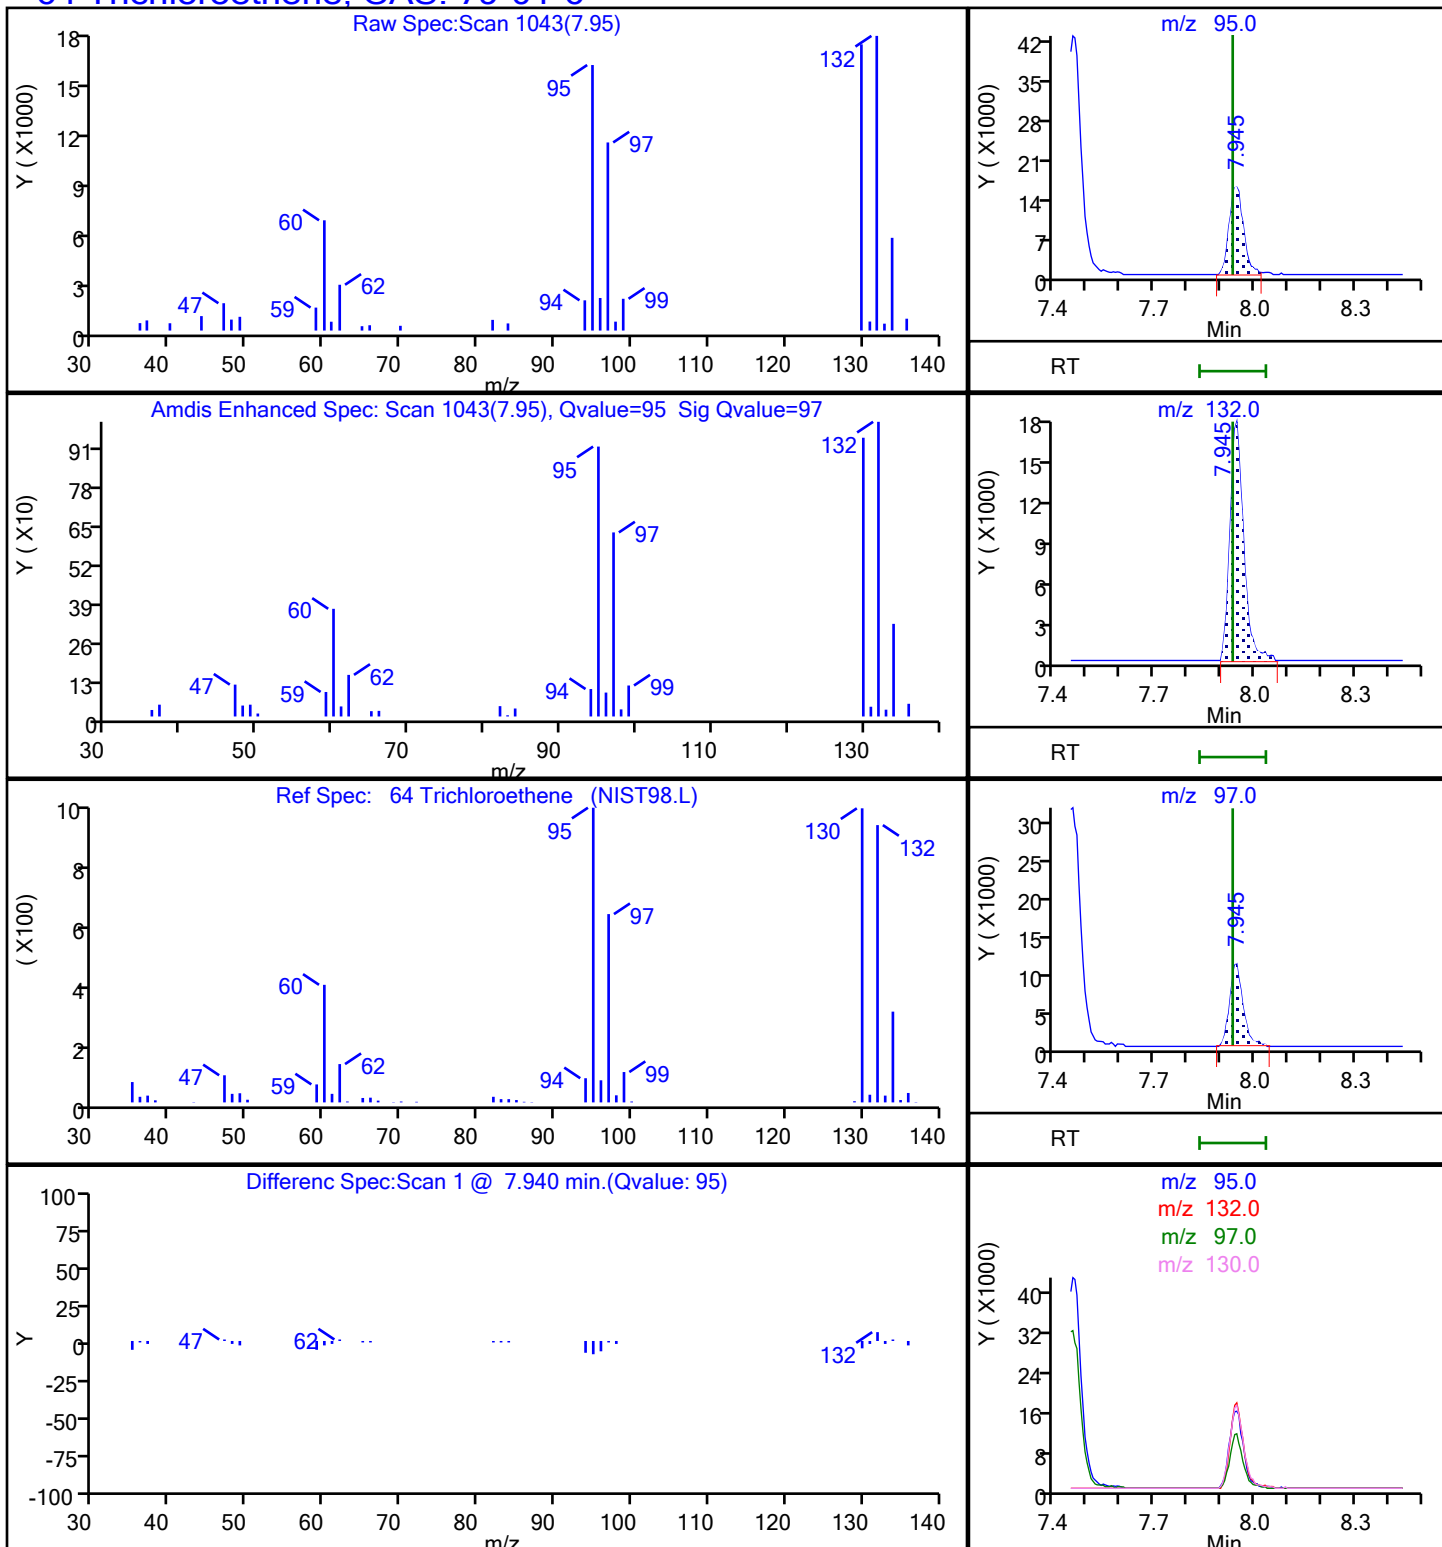 64 Trichloroethene, CAS: 79-01-6
Raw Spec:Scan 1043(7.95)
Y ( X1000)
18
15
12
9
6
3
0
47
59
60
62
94
95
97
99
132
30 40 50 60 70 80 90 100 110 120 130 140
m/z
m/z 95.0
Y ( X1000)
42
35
28
21
14
7
0
7.945
7.4 7.7 8.0 8.3
Min
RT
Amdis Enhanced Spec: Scan 1043(7.95), Qvalue=95 Sig Qvalue=97
Y ( X10)
91
78
65
52
39
26
13
0
47
59
60
62
94
95
97
99
132
30 50 70 90 110 130
m/z
m/z 132.0
Y ( X1000)
18
15
12
9
6
3
0
7.945
7.4 7.7 8.0 8.3
Min
RT
Ref Spec: 64 Trichloroethene (NIST98.L)
( X100)
10
8
6
4
2
0
47
59
60
62
94
95
97
99
130
132
30 40 50 60 70 80 90 100 110 120 130 140
m/z
m/z 97.0
Y ( X1000)
30
25
20
15
10
5
0
7.945
7.4 7.7 8.0 8.3
Min
RT
Differenc Spec:Scan 1 @ 7.940 min.(Qvalue: 95)
Y
100
75
50
25
0
-25
-50
-75
-100
47
62
132
30 40 50 60 70 80 90 100 110 120 130 140
m/z
m/z 95.0
m/z 132.0
m/z 97.0
m/z 130.0
Y ( X1000)
40
32
24
16
8
0
7.4 7.7 8.0 8.3
Min